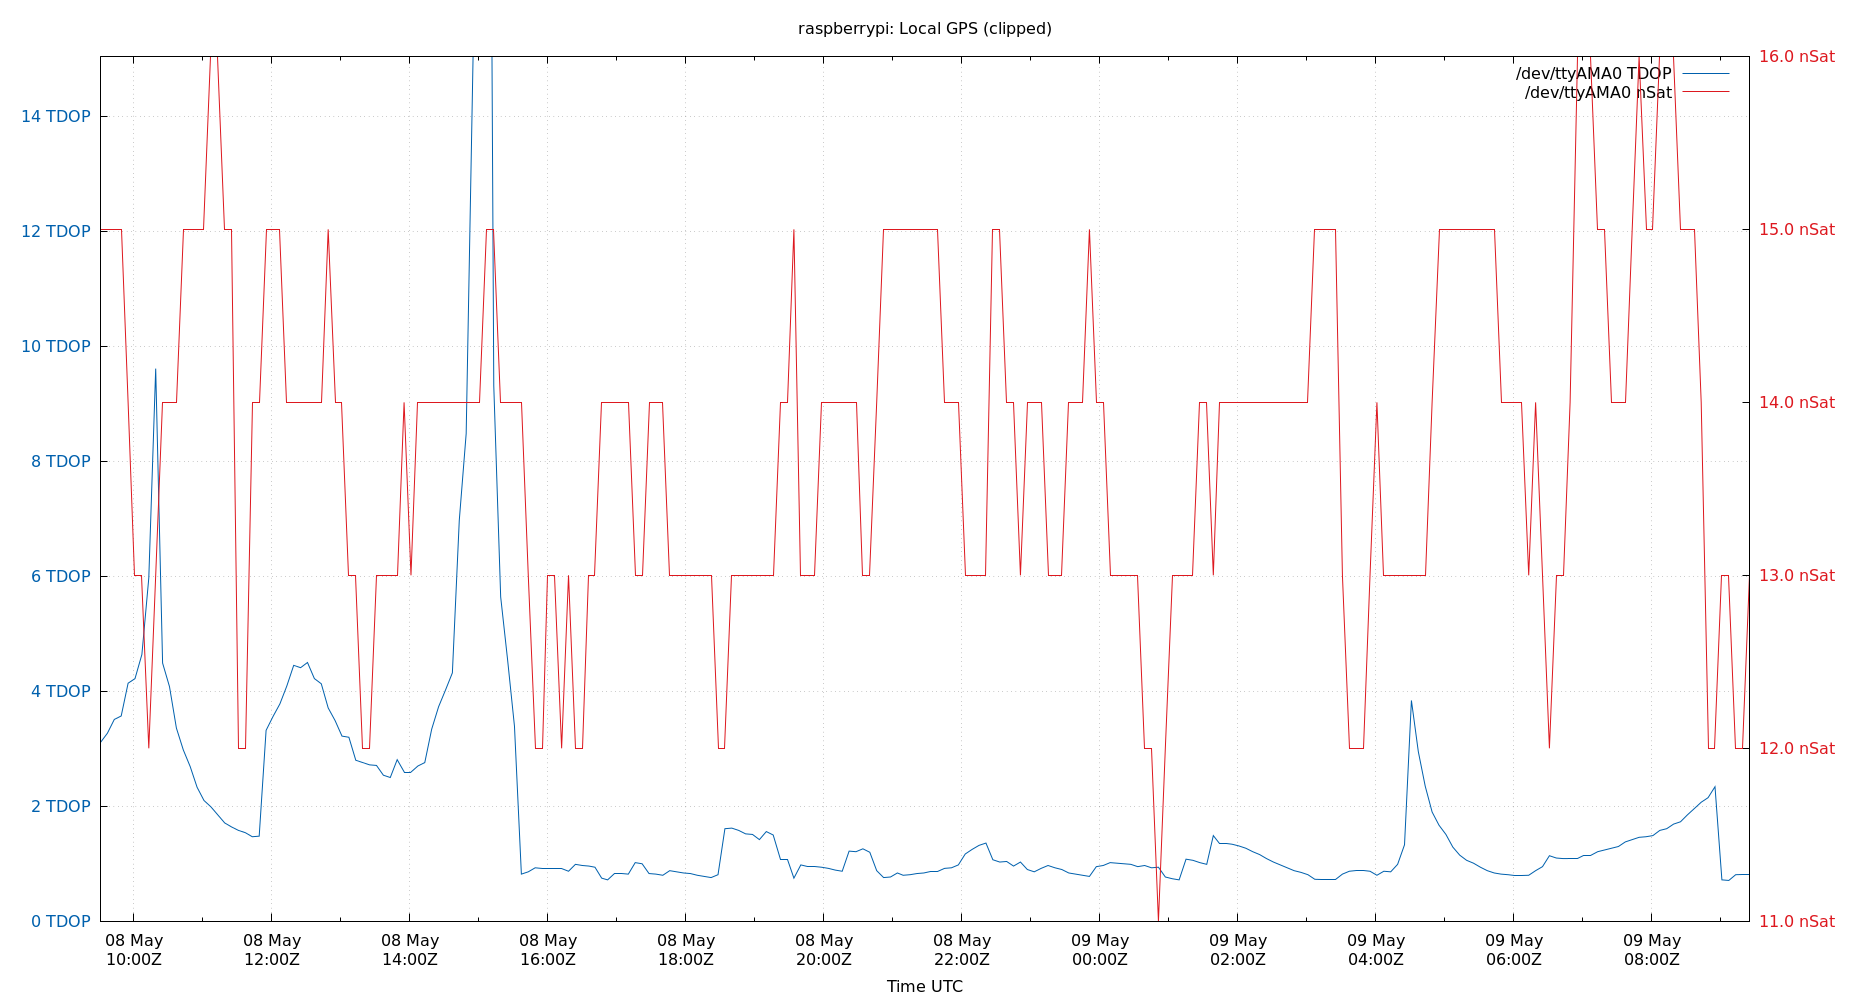 raspberrypi: Local GPS (clipped)
/dev/ttyAMA0 TDOP
/dev/ttyAMA0 nSat
14 TDOP
12 TDOP
10 TDOP
8 TDOP
6 TDOP
4 TDOP
2 TDOP
0 TDOP
16.0 nSat
15.0 nSat
14.0 nSat
13.0 nSat
12.0 nSat
11.0 nSat
08 May
10:00Z
08 May
12:00Z
08 May
14:00Z
08 May
16:00Z
08 May
18:00Z
08 May
20:00Z
08 May
22:00Z
09 May
00:00Z
09 May
02:00Z
09 May
04:00Z
09 May
06:00Z
09 May
08:00Z
Time UTC